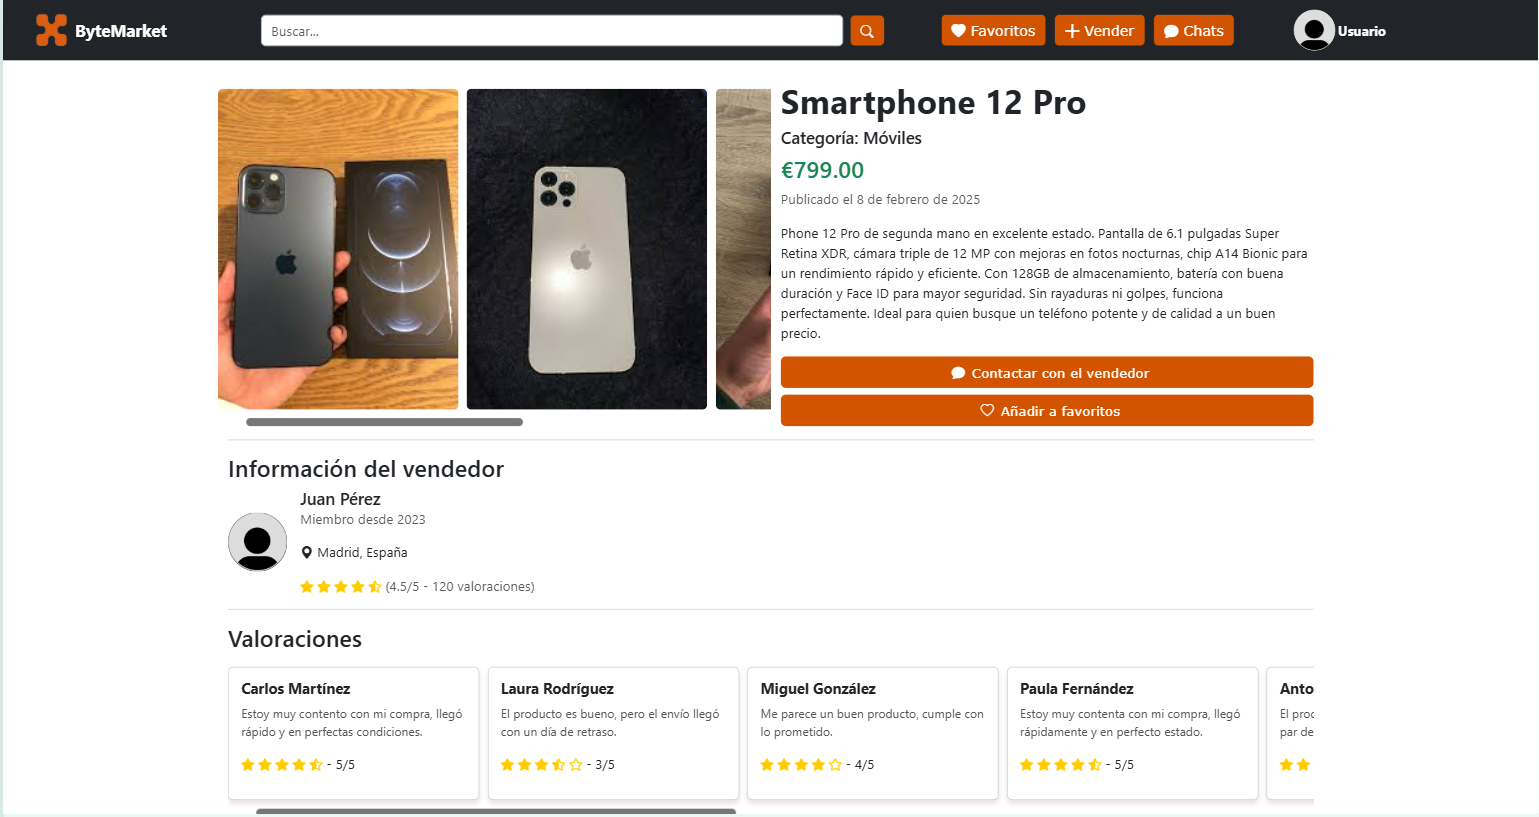 ByteMarket
Buscar...
Favoritos
Vender
Chats
Usuario
Smartphone 12 Pro
Categoría: Móviles
€799.00
Publicado el 8 de febrero de 2025
Phone 12 Pro de segunda mano en excelente estado. Pantalla de 6.1 pulgadas Super
Retina XDR, cámara triple de 12 MP con mejoras en fotos nocturnas, chip A14 Bionic para
un rendimiento rápido y eficiente. Con 128GB de almacenamiento, batería con buena
duración y Face ID para mayor seguridad. Sin rayaduras ni golpes, funciona
perfectamente. Ideal para quien busque un teléfono potente y de calidad a un buen
precio.
Contactar con el vendedor
Añadir a favoritos
Información del vendedor
Juan Pérez
Miembro desde 2023
Madrid, España
(4.5/5 - 120 valoraciones)
Valoraciones
Carlos Martínez
Estoy muy contento con mi compra, llegó
rápido y en perfectas condiciones.
- 5/5
Laura Rodríguez
El producto es bueno, pero el envío llegó
con un día de retraso.
- 3/5
Miguel González
Me parece un buen producto, cumple con
lo prometido.
- 4/5
Paula Fernández
Estoy muy contenta con mi compra, llegó
rápidamente y en perfecto estado.
- 5/5
Anto
El proc
par de